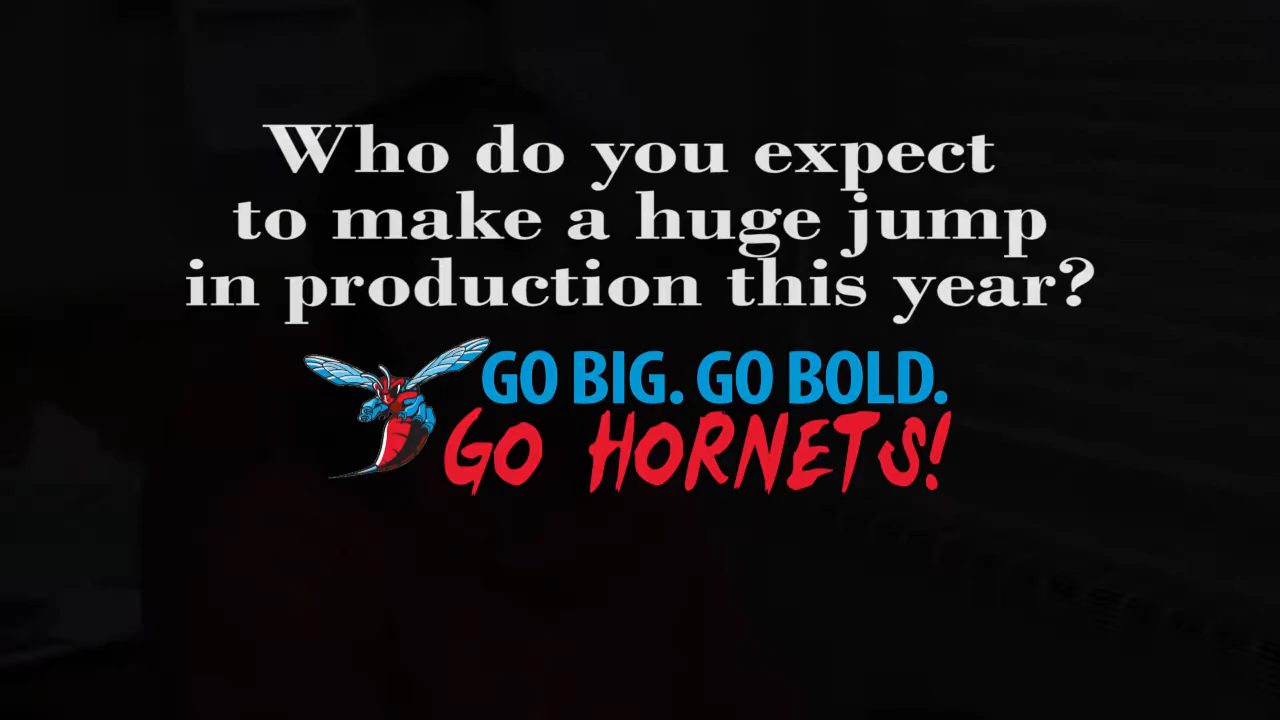 Who do you expect
to make a huge jump
in production this year?
GO BIG. GO BOLD.
GO HORNETS!